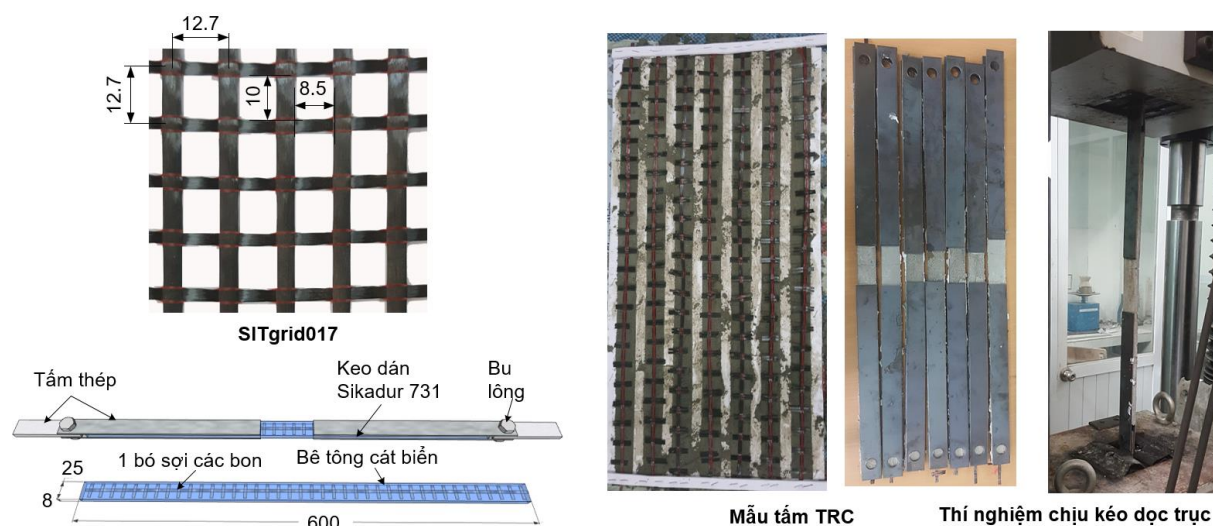 12.7
12.7
10
8.5
SITgrid017
Tấm thép
Keo dán
Sikadur 731
Bu
lông
1 bó sợi các bon
Bê tông cát biển
25
8
600
Mẫu tấm TRC
Thí nghiệm chịu kéo dọc trục